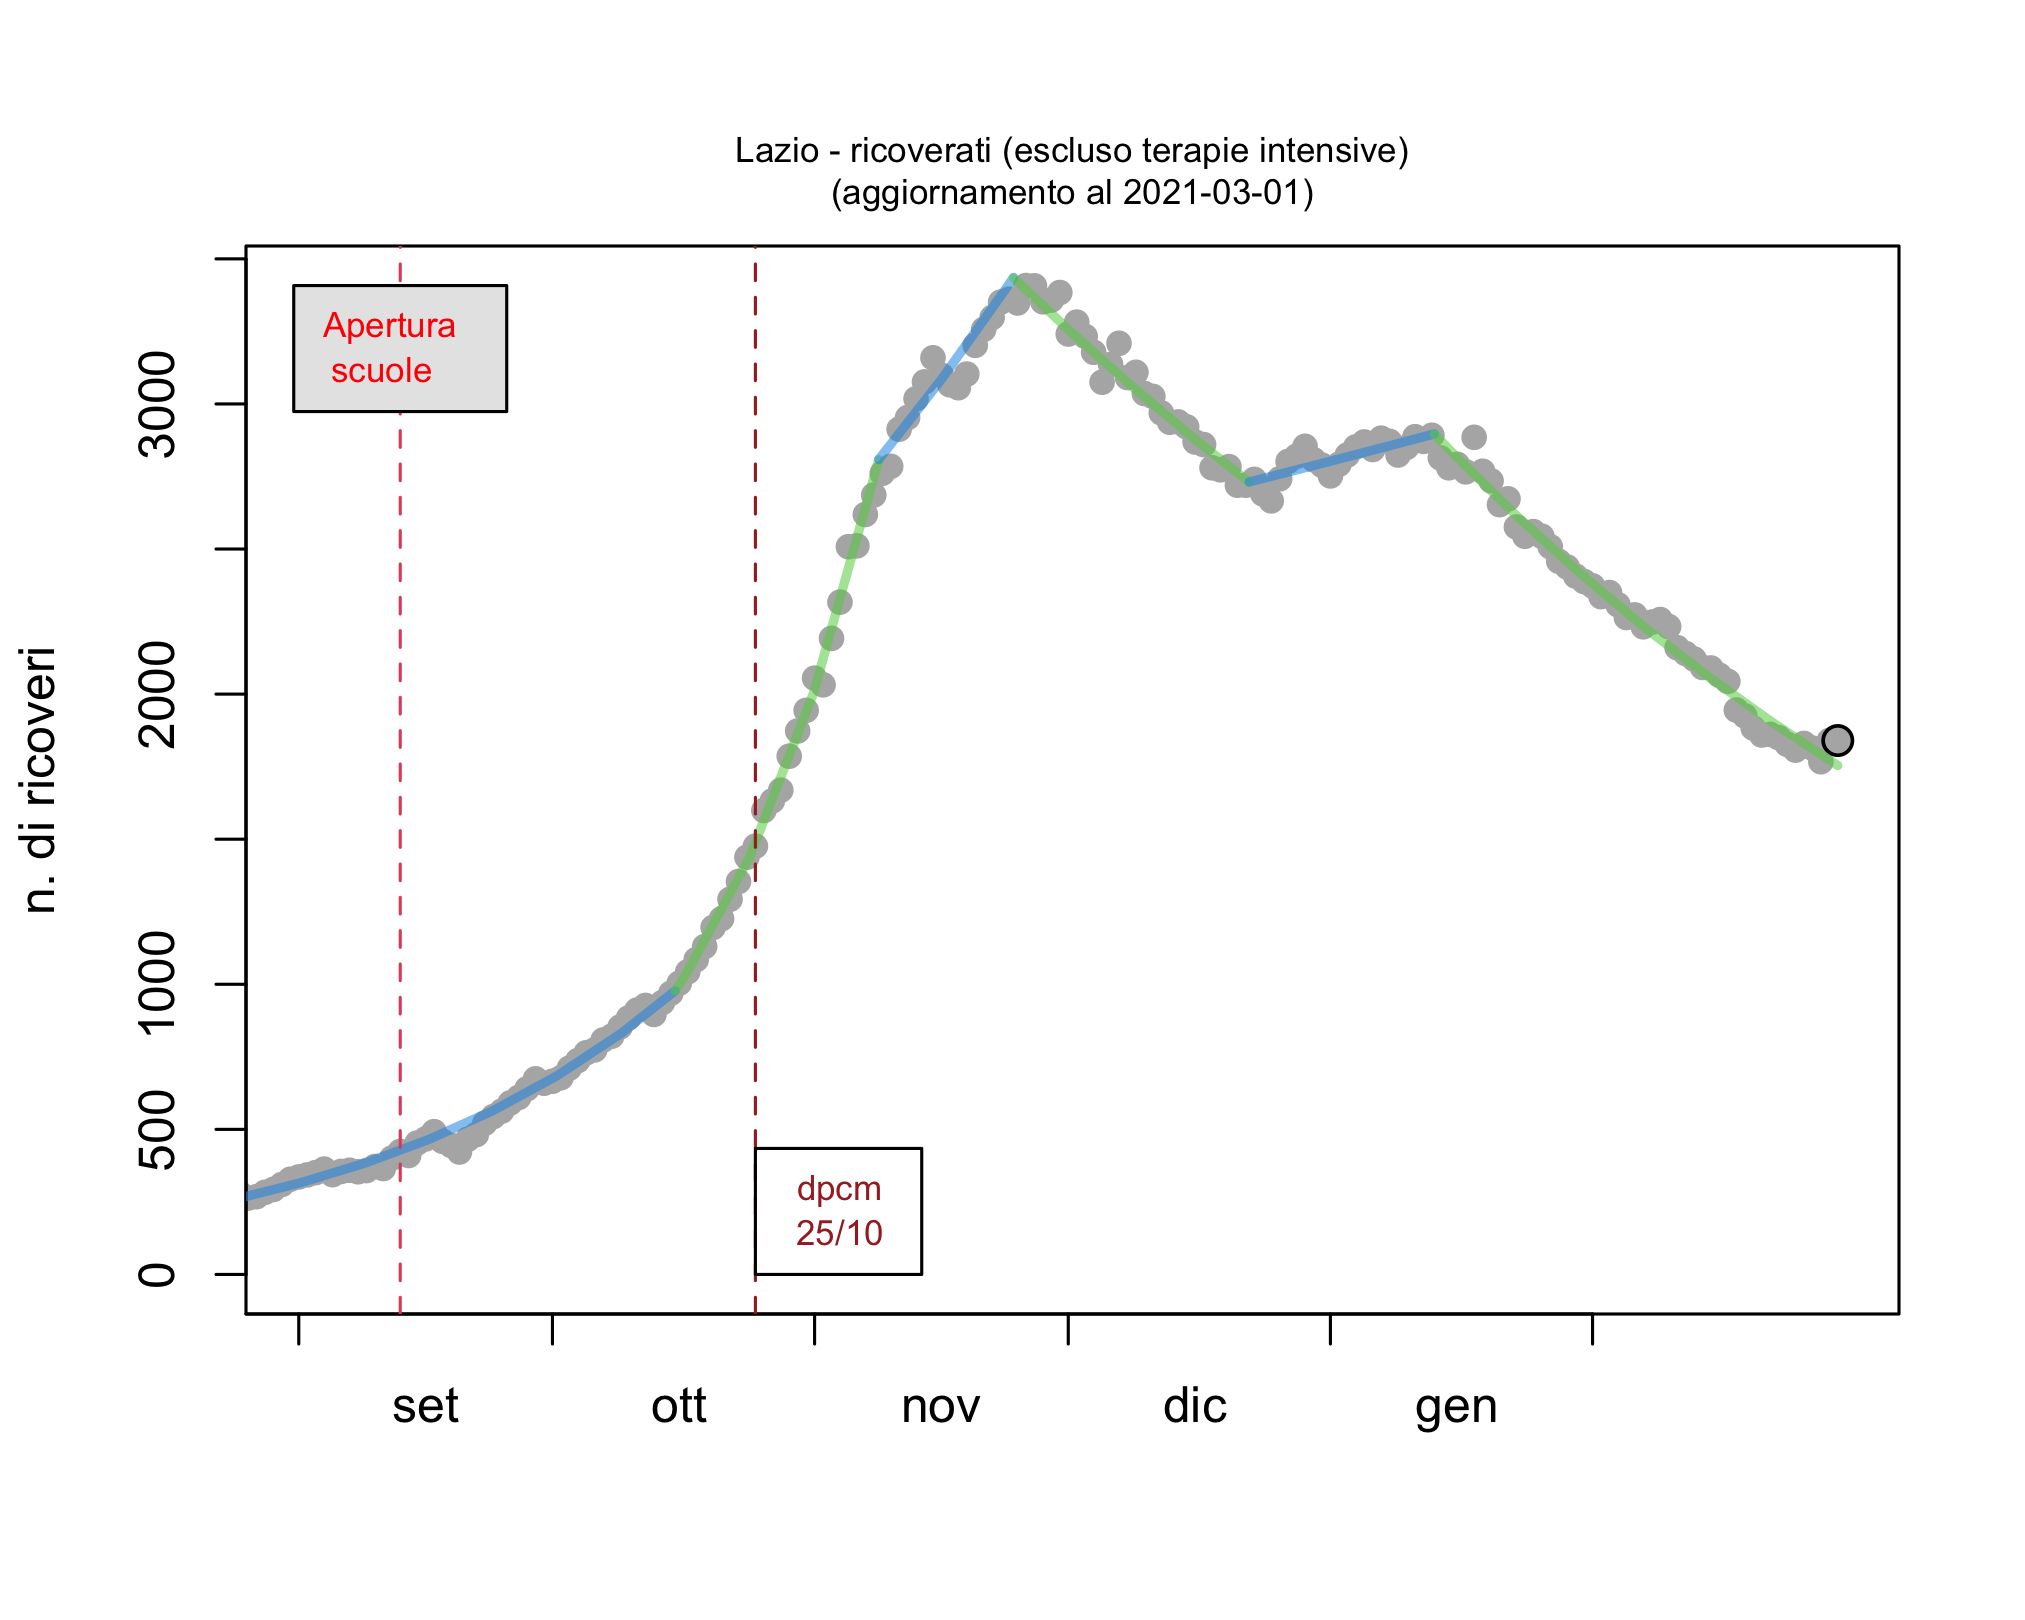 Lazio - ricoverati (escluso terapie intensive)
(aggiornamento al 2021-03-01)
Apertura
scuole
3000
2000
1000
500
0
n. di ricoveri
dpcm
25/10
set ott nov dic gen